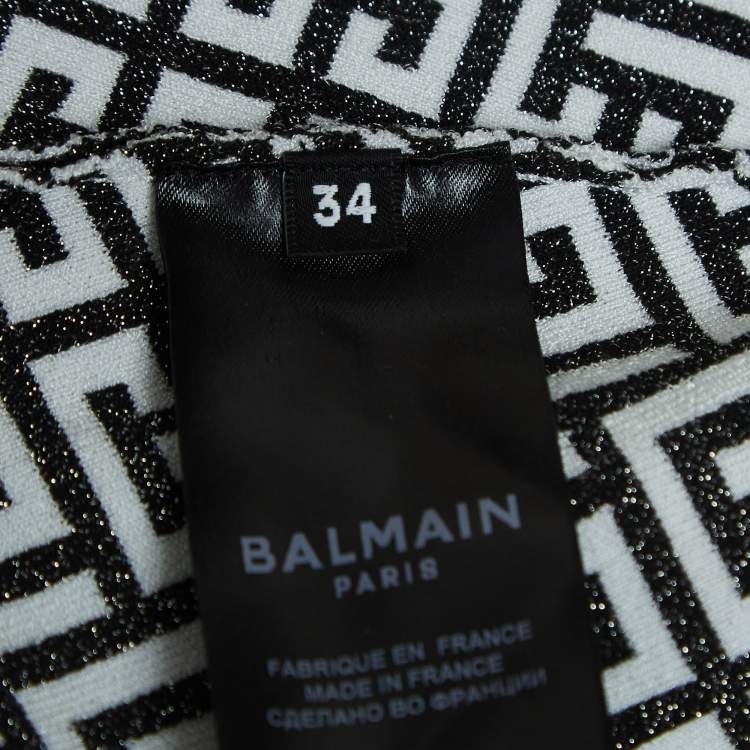 34
BALMAIN
PARIS
FABRIQUE EN FRANCE
MADE IN FRANCE
СДЕЛАНО ВО ФРАНЦИИ